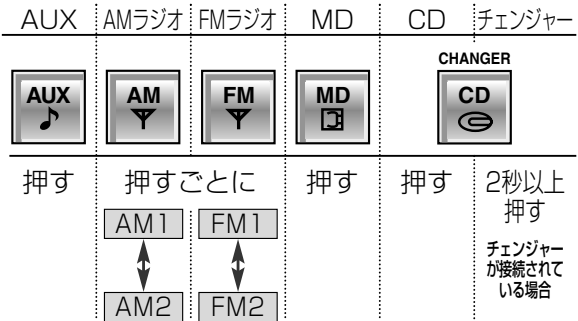 AUX AMラジオ FMラジオ MD CD チェンジャー
CHANGER
AUX AM FM MD CD
押す 押すごとに 押す 押す 2秒以上
押す
AM1 FM1
チェンジャー
が接続されて
いる場合
AM2 FM2